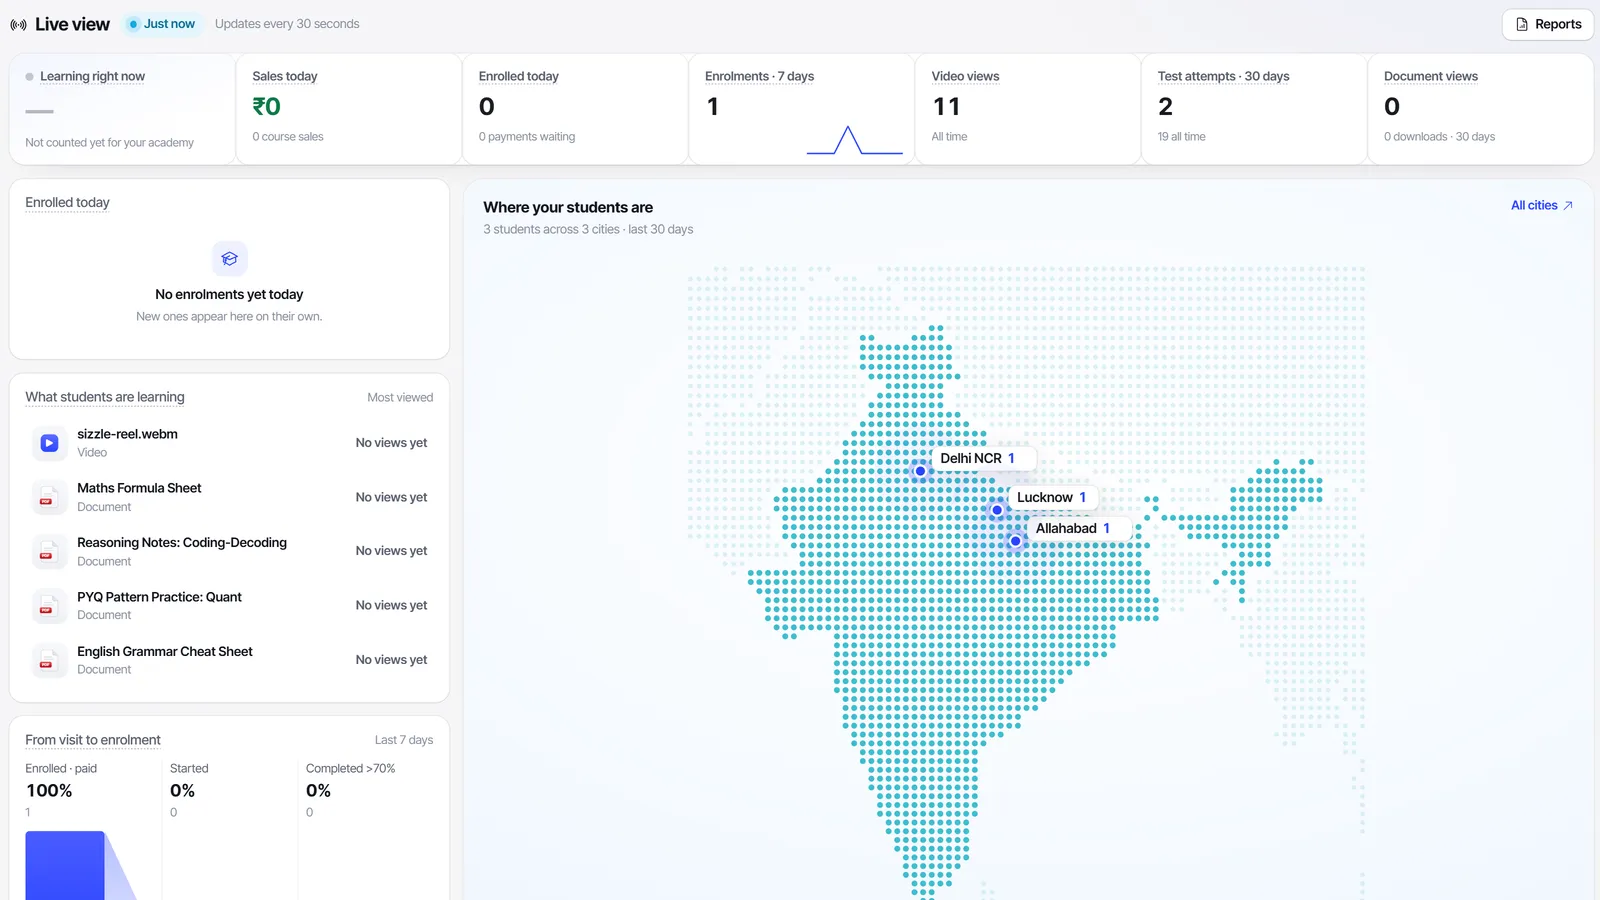 Live view
Just now
Updates every 30 seconds
Reports
Learning right now
Not counted yet for your academy
Sales today
₹0
0 course sales
Enrolled today
0
0 payments waiting
Enrolments · 7 days
1
Video views
11
All time
Test attempts · 30 days
2
19 all time
Document views
0
0 downloads · 30 days
Enrolled today
No enrolments yet today
New ones appear here on their own.
What students are learning
Most viewed
sizzle-reel.webm
Video
No views yet
PDF
Maths Formula Sheet
Document
No views yet
PDF
Reasoning Notes: Coding-Decoding
Document
No views yet
PDF
PYQ Pattern Practice: Quant
Document
No views yet
PDF
English Grammar Cheat Sheet
Document
No views yet
From visit to enrolment
Last 7 days
Enrolled · paid
100%
1
Started
0%
0
Completed >70%
0%
0
Where your students are
3 students across 3 cities · last 30 days
All cities
Delhi NCR 1
Lucknow 1
Allahabad 1